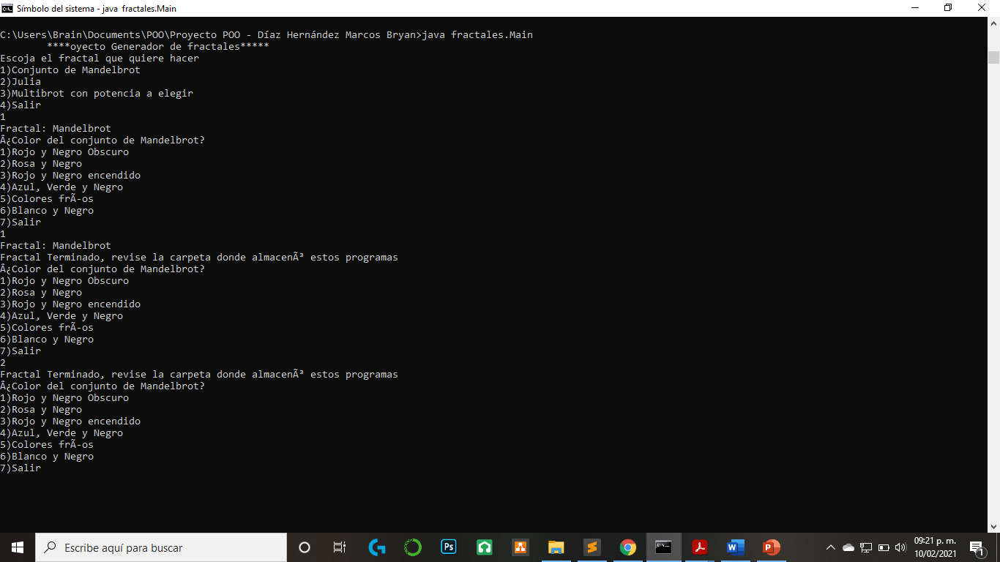 Símbolo del sistema - java fractales.Main
C:\Users\Brain\Documents\POO\Proyecto POO - Díaz Hernández Marcos Bryan>java fractales.Main
****oyecto Generador de fractales*****
Escoja el fractal que quiere hacer
1)Conjunto de Mandelbrot
2)Julia
3)Multibrot con potencia a elegir
4)Salir
1
Fractal: Mandelbrot
Â¿Color del conjunto de Mandelbrot?
1)Rojo y Negro Obscuro
2)Rosa y Negro
3)Rojo y Negro encendido
4)Azul, Verde y Negro
5)Colores frÃ-os
6)Blanco y Negro
7)Salir
1
Fractal: Mandelbrot
Fractal Terminado, revise la carpeta donde almacenÃ³ estos programas
Â¿Color del conjunto de Mandelbrot?
1)Rojo y Negro Obscuro
2)Rosa y Negro
3)Rojo y Negro encendido
4)Azul, Verde y Negro
5)Colores frÃ-os
6)Blanco y Negro
7)Salir
2
Fractal Terminado, revise la carpeta donde almacenÃ³ estos programas
Â¿Color del conjunto de Mandelbrot?
1)Rojo y Negro Obscuro
2)Rosa y Negro
3)Rojo y Negro encendido
4)Azul, Verde y Negro
5)Colores frÃ-os
6)Blanco y Negro
7)Salir
Escribe aquí para buscar
Ps
09:21 p. m.
10/02/2021
1